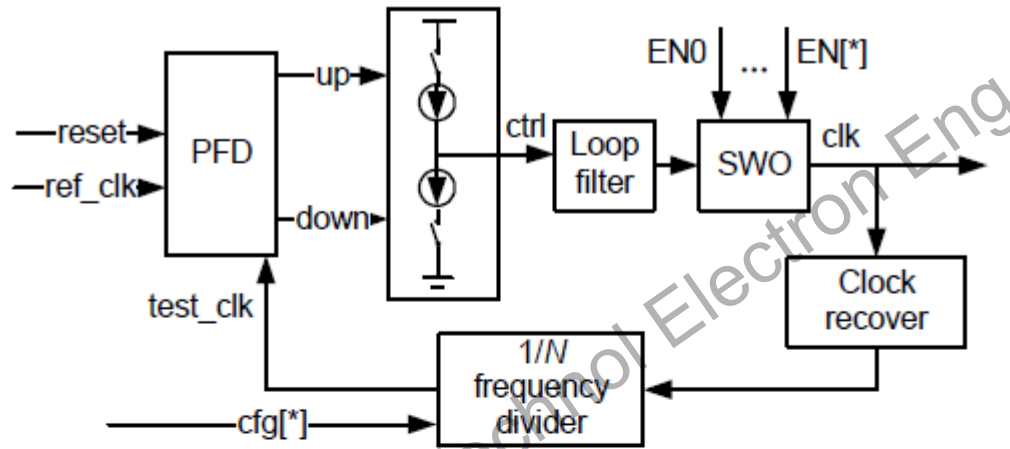 EN0 ... EN[*]
up
reset
PFD
ctrl
Loop
filter
SWO
clk
ref_clk
down
test_clk
Clock
recover
1/N
frequency
divider
cfg[*]
echnol Electron Eng